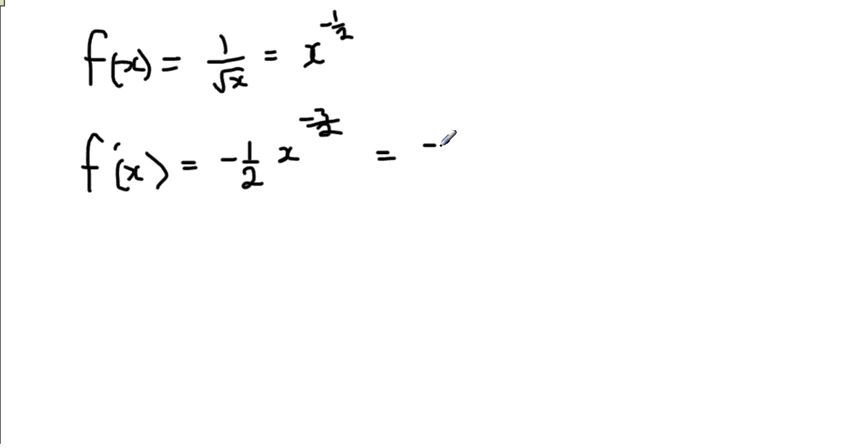 f(x) = 1/√x = x^(-1/2)
f'(x) = -1/2 x^(-3/2) = -